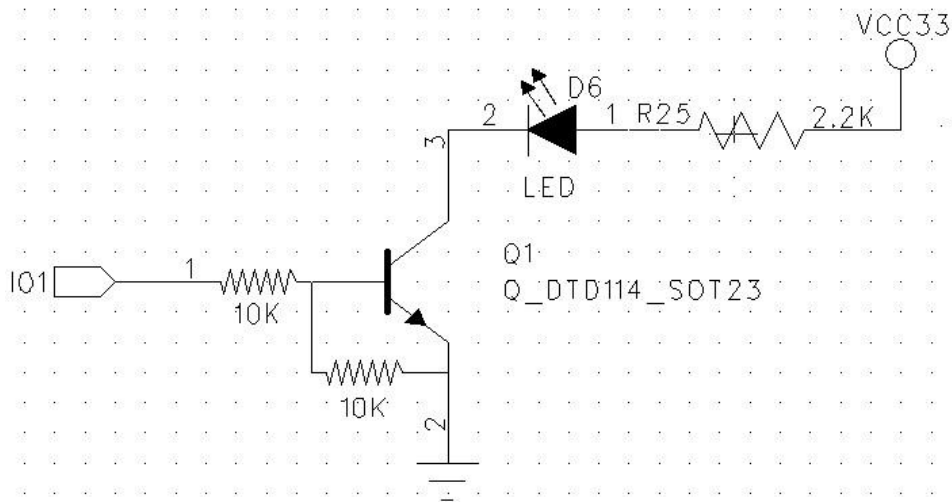 VCC33
D6
2
1
R25
2.2K
3
LED
Q1
Q_DTD114_SOT23
IO1
1
10K
10K
2